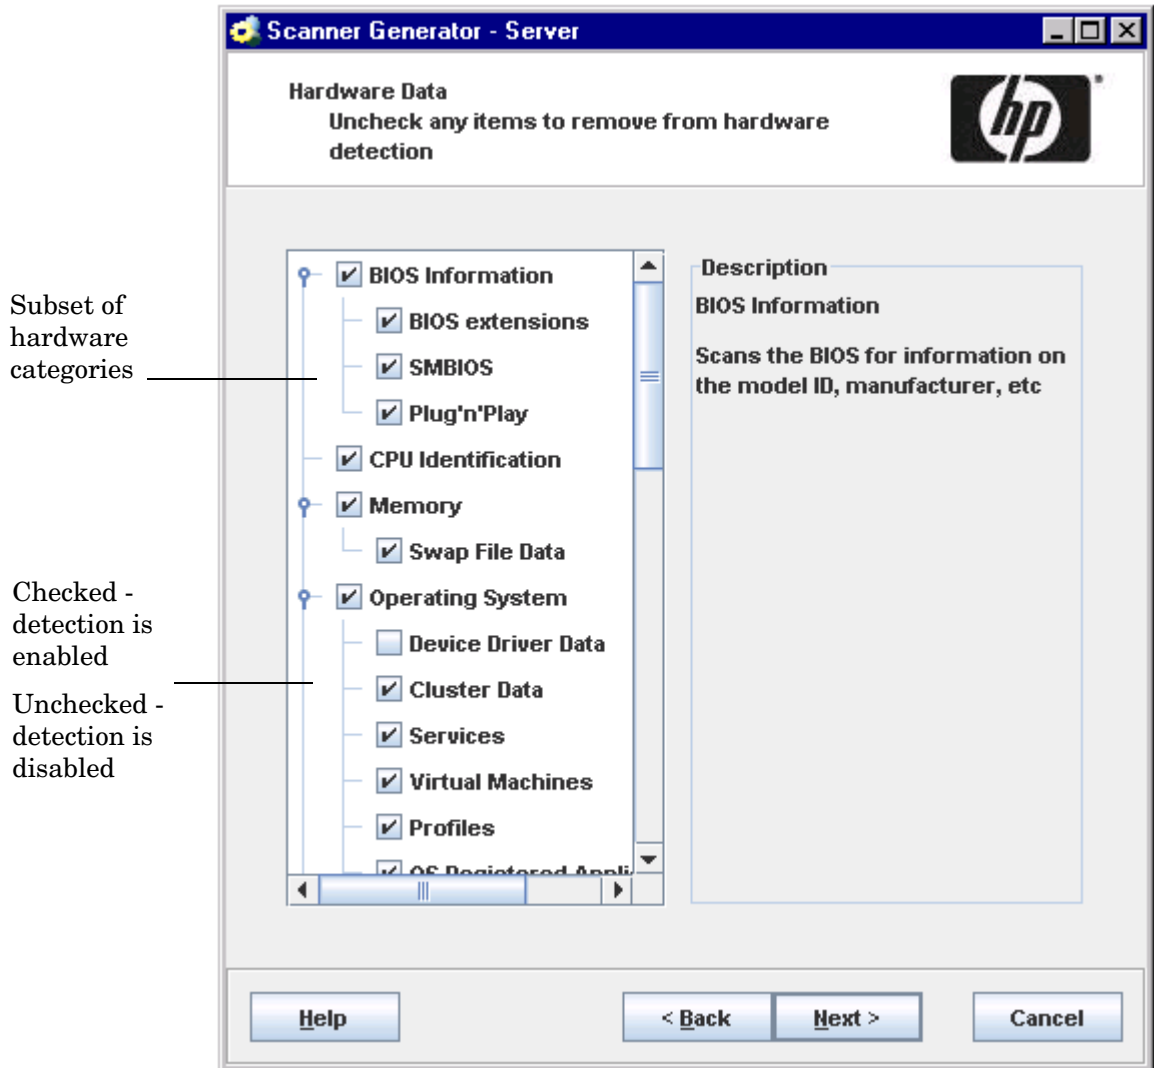 Scanner Generator - Server
Hardware Data
Uncheck any items to remove from hardware
detection
hp
Subset of
hardware
categories
BIOS Information
BIOS extensions
SMBIOS
Plug'n'Play
CPU Identification
Memory
Swap File Data
Operating System
Device Driver Data
Cluster Data
Services
Virtual Machines
Profiles
OS Registered Appli
Checked -
detection is
enabled
Unchecked -
detection is
disabled
Description
BIOS Information
Scans the BIOS for information on
the model ID, manufacturer, etc
Help
< Back
Next >
Cancel